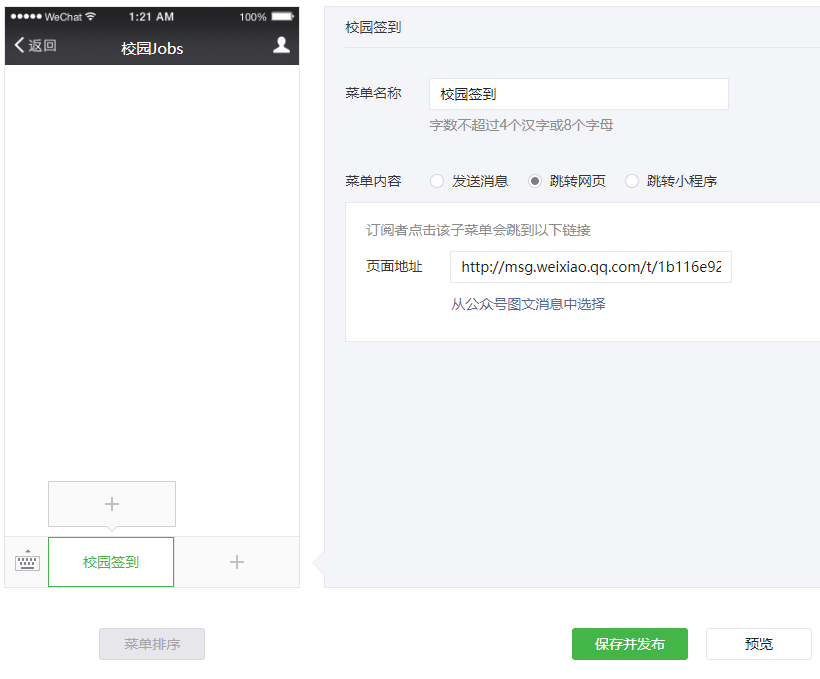 WeChat 1:21 AM 100%
返回 校园Jobs
校园签到
菜单名称 校园签到
字数不超过4个汉字或8个字母
菜单内容 发送消息 跳转网页 跳转小程序
订阅者点击该子菜单会跳到以下链接
页面地址 http://msg.weixiao.qq.com/t/1b116e92
从公众号图文消息中选择
+
校园签到 +
菜单排序 保存并发布 预览